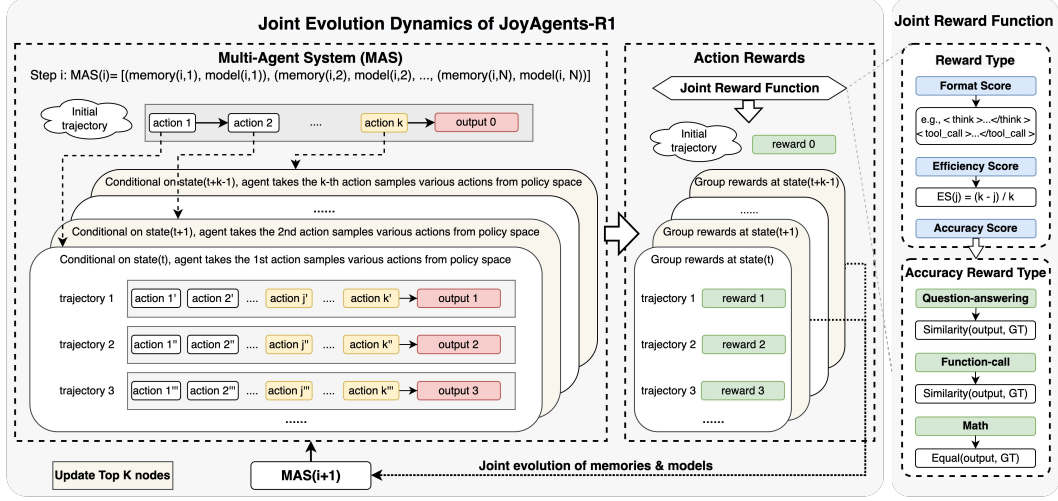 Joint Evolution Dynamics of JoyAgents-R1
Multi-Agent System (MAS)
Step i: MAS(i)= [(memory(i,1), model(i,1)), (memory(i,2), model(i,2), ..., (memory(i,N), model(i, N))]
Initial
trajectory
action 1
action 2
....
action k
output 0
Conditional on state(t+k-1), agent takes the k-th action samples various actions from policy space
......
Conditional on state(t+1), agent takes the 2nd action samples various actions from policy space
Conditional on state(t), agent takes the 1st action samples various actions from policy space
trajectory 1
action 1'
action 2'
....
action j'
....
action k'
output 1
trajectory 2
action 1''
action 2''
....
action j''
....
action k''
output 2
trajectory 3
action 1'''
action 2'''
....
action j'''
....
action k'''
output 3
......
Update Top K nodes
MAS(i+1)
Joint evolution of memories & models
Action Rewards
Joint Reward Function
Initial
trajectory
reward 0
Group rewards at state(t+k-1)
......
Group rewards at state(t+1)
Group rewards at state(t)
trajectory 1
reward 1
trajectory 2
reward 2
trajectory 3
reward 3
......
Joint Reward Function
Reward Type
Format Score
e.g., < think >...</think >
< tool_call >...</tool_call >
Efficiency Score
ES(j) = (k - j) / k
Accuracy Score
Accuracy Reward Type
Question-answering
Similarity(output, GT)
Function-call
Similarity(output, GT)
Math
Equal(output, GT)